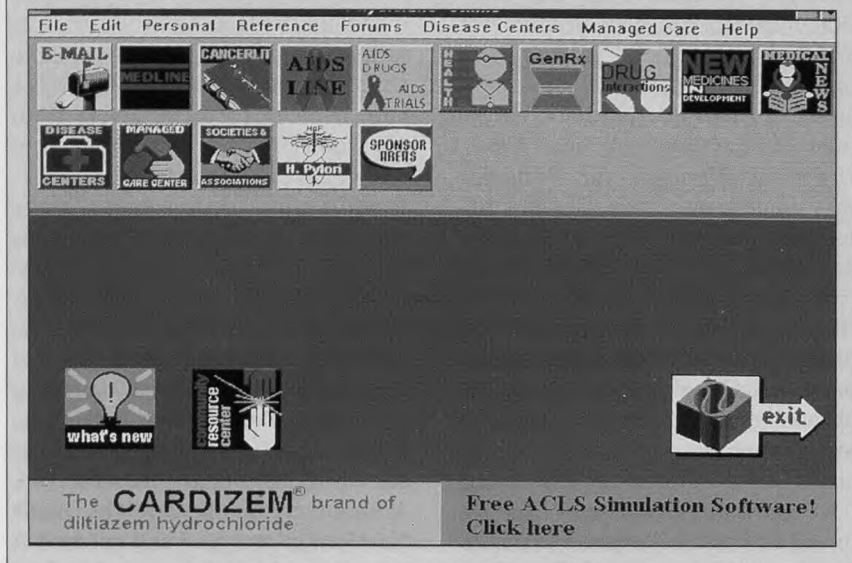 File Edit Personal Reference Forums Disease Centers Managed Care Help
E-MAIL
MEDLINE
CANCERLIT
AIDS
LINE
AIDS
DRUGS
AIDS
TRIALS
HEALTH
GenRx
DRUG
Interactions
NEW
MEDICINES
IN
DEVELOPMENT
MEDICAL
NEWS
DISEASE
CENTERS
MANAGED
CARE CENTER
SOCIETIES &
ASSOCIATIONS
H. Pylori
SPONSOR
AREAS
what's new
community
resource
center
exit
The CARDIZEM® brand of
diltiazem hydrochloride
Free ACLS Simulation Software!
Click here